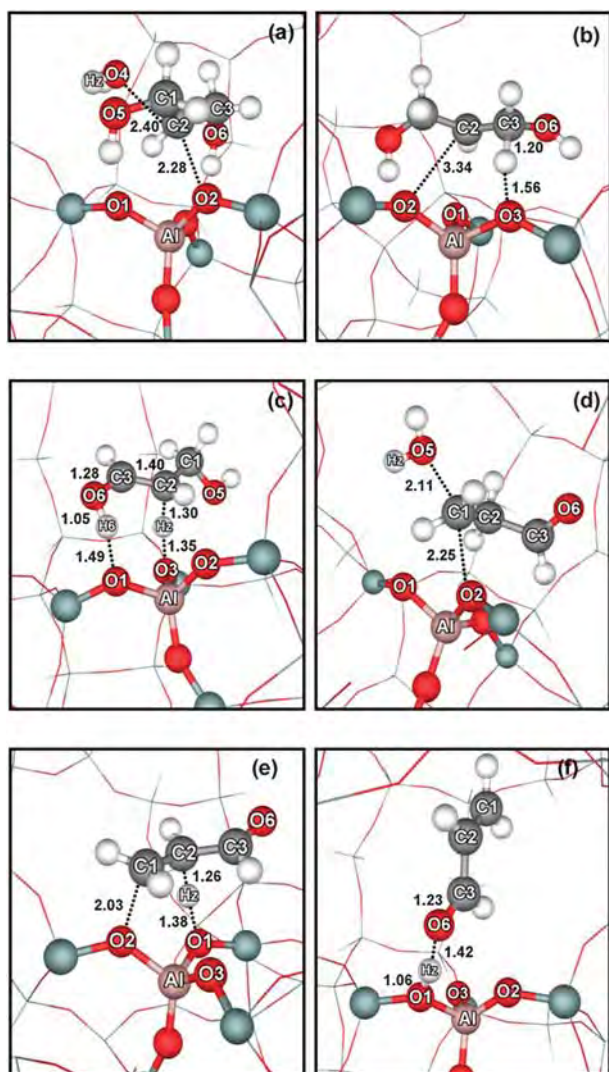 (a)
Hz O4
C1
O5
C3
2.40 C2
O6
2.28
O1
O2
Al
(b)
C2 C3 O6
1.20
3.34
1.56
O2
O1
O3
Al
(c)
1.28 1.40 C1
C3
C2
O6
O5
1.05
1.30
H6
Hz
1.49
1.35
O1
O3 O2
Al
(d)
O5
Hz
2.11
C1 C2
O6
C3
2.25
O1
O2
Al
(e)
O6
C2
C1
C3
1.26
Hz
2.03
1.38
O2
O1
Al O3
(f)
C1
C2
C3
1.23
O6
1.42
Hz
1.06
O1 O3 O2
Al